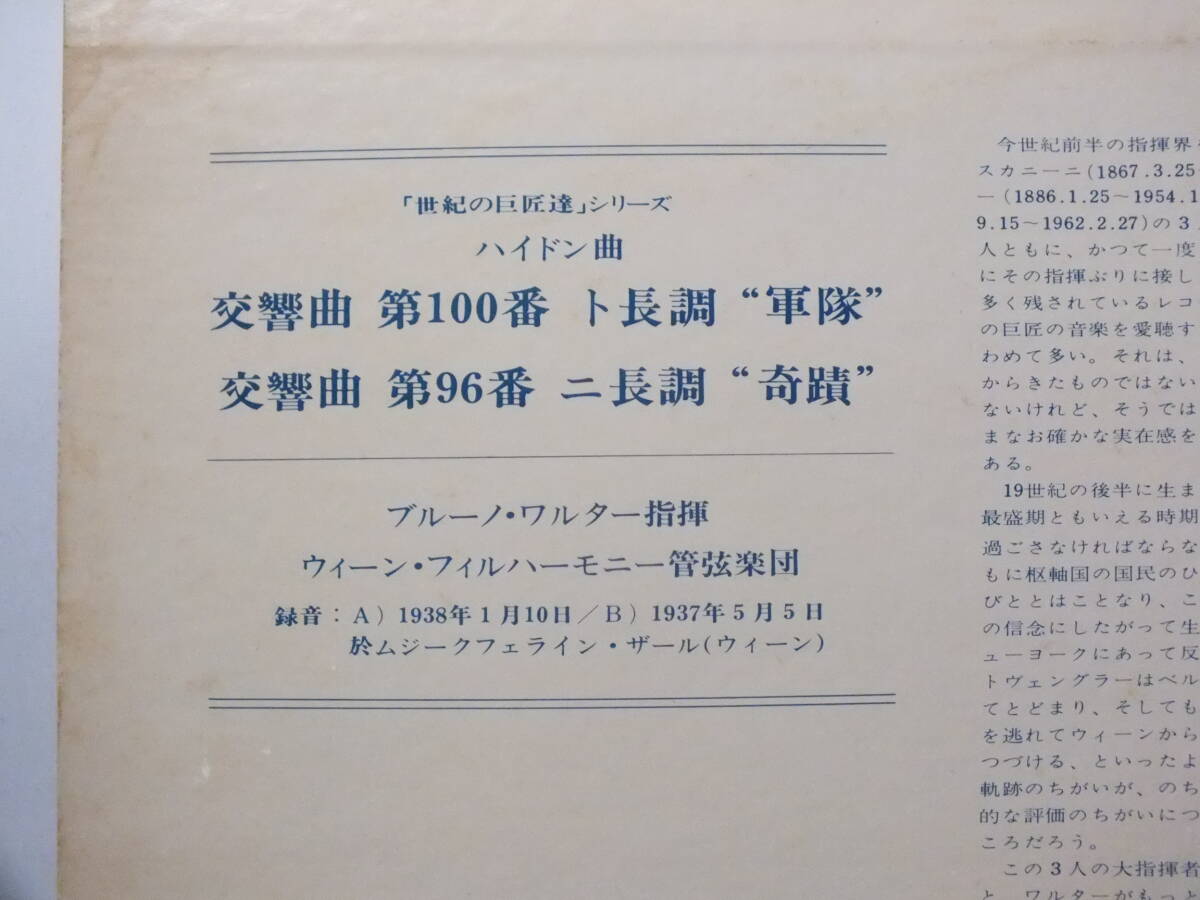 「世紀の巨匠達」シリーズ
ハイドン曲
交響曲 第100番 ト長調 “軍隊”
交響曲 第96番 ニ長調 “奇蹟”
ブルーノ・ワルター指揮
ウィーン・フィルハーモニー管弦楽団
録音：A）1938年1月10日／B）1937年5月5日
於ムジークフェライン・ザール（ウィーン）
今世紀前半の指揮界
スカニーニ（1867.3.25
ー（1886.1.25～1954.1
9.15～1962.2.27）の3
人ともに、かつて一度
にその指揮ぶりに接し
多く残されているレコ
の巨匠の音楽を愛聴す
わめて多い。それは、
からきたものではない
ないけれど、そうでは
まなお確かな実在感を
ある。
19世紀の後半に生ま
最盛期ともいえる時期
過ごさなければならな
もに枢軸国の国民のひ
びととはことなり、こ
の信念にしたがって生
ューヨークにあって反
トヴェングラーはベル
てとどまり、そしても
を逃れてウィーンから
つづける、といったよ
軌跡のちがいが、のち
的な評価のちがいにつ
ころだろう。
この3人の大指揮者
と、ワルターがもっと